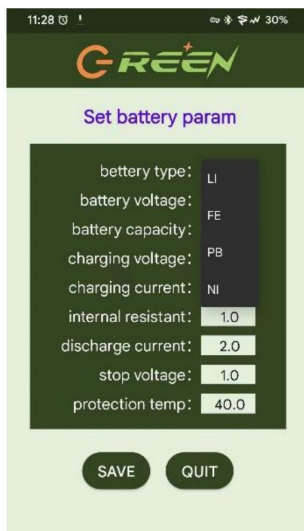 11:28 30%
GREEN
Set battery param
bettery type: LI
battery voltage:
FE
battery capacity:
charging voltage: PB
charging current: NI
internal resistant: 1.0
discharge current: 2.0
stop voltage: 1.0
protection temp: 40.0
SAVE QUIT